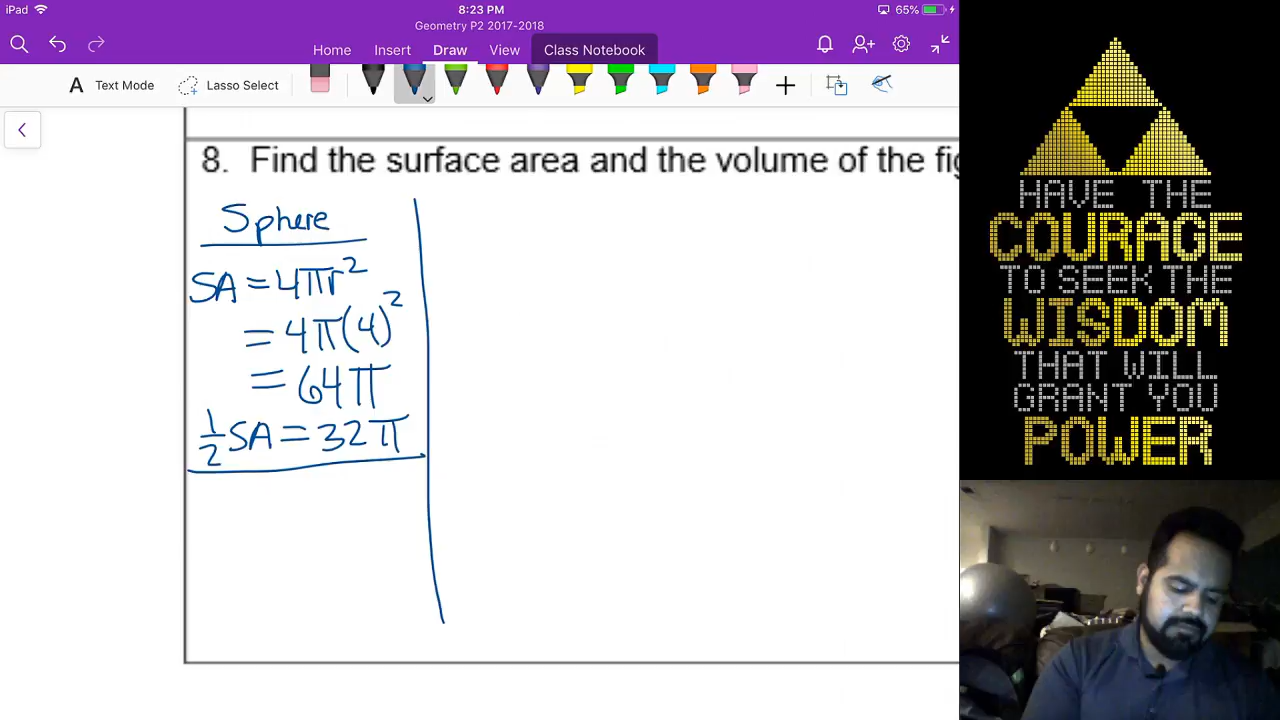 iPad
8:23 PM
65%
Geometry P2 2017-2018
Home Insert Draw View Class Notebook
A Text Mode Lasso Select
8. Find the surface area and the volume of the
Sphere
SA = 4πr²
= 4π(4)²
= 64π
½SA = 32π
HAVE THE
COURAGE
TO SEEK THE
WISDOM
THAT WILL
GRANT YOU
POWER